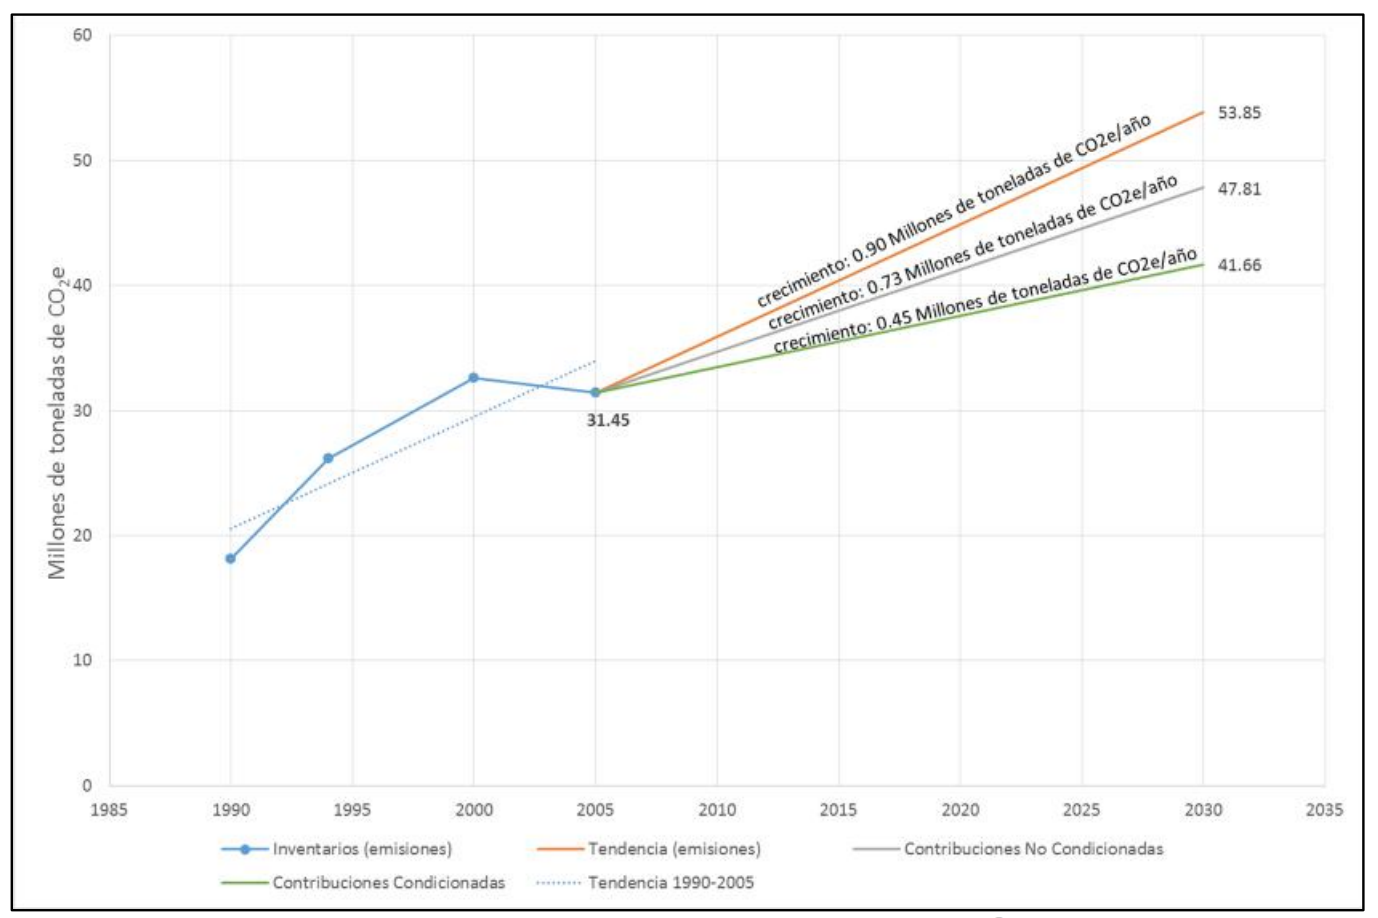 60
50
40
30
20
10
0
Millones de toneladas de CO2e
53.85
47.81
41.66
crecimiento: 0.90 Millones de toneladas de CO2e/año
crecimiento: 0.73 Millones de toneladas de CO2e/año
crecimiento: 0.45 Millones de toneladas de CO2e/año
31.45
1985 1990 1995 2000 2005 2010 2015 2020 2025 2030 2035
Inventarios (emisiones) Tendencia (emisiones) Contribuciones No Condicionadas
Contribuciones Condicionadas Tendencia 1990-2005